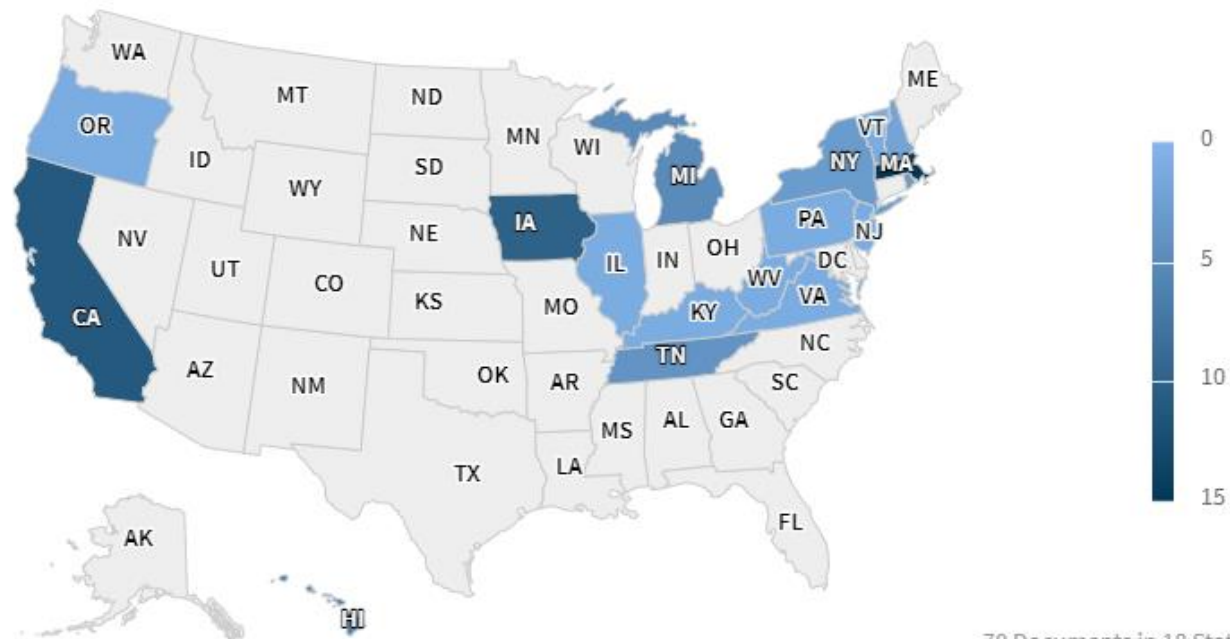 WA
ME
MT
ND
VT
OR
MN
0
ID
SD
WI
NY
MA
WY
MI
IA
PA
NE
NJ
NV
OH
5
IL
IN
DC
UT
WV
CO
VA
KS
MO
KY
CA
TN
NC
AZ
OK
AR
SC
10
NM
MS
AL
GA
TX
LA
15
FL
AK
HI
Documents in